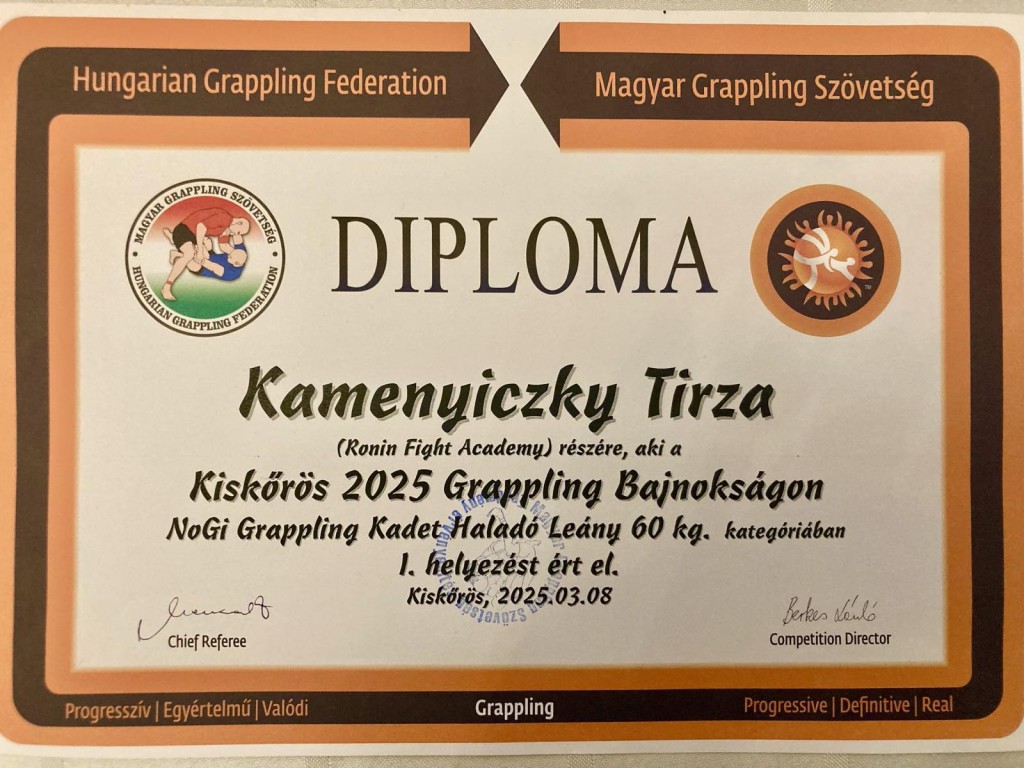 Hungarian Grappling Federation
Magyar Grappling Szövetség
MAGYAR GRAPPLING SZÖVETSÉG
HUNGARIAN GRAPPLING FEDERATION
DIPLOMA
Kamenyiczky Tirza
(Ronin Fight Academy) részére, aki a
Kiskőrös 2025 Grappling Bajnokságon
NoGi Grappling Kadet Haladó Leány 60 kg. kategóriában
1. helyezést ért el.
Kiskőrös, 2025.03.08
Chief Referee
Berkes László
Competition Director
Progresszív | Egyértelmű | Valódi
Grappling
Progressive | Definitive | Real